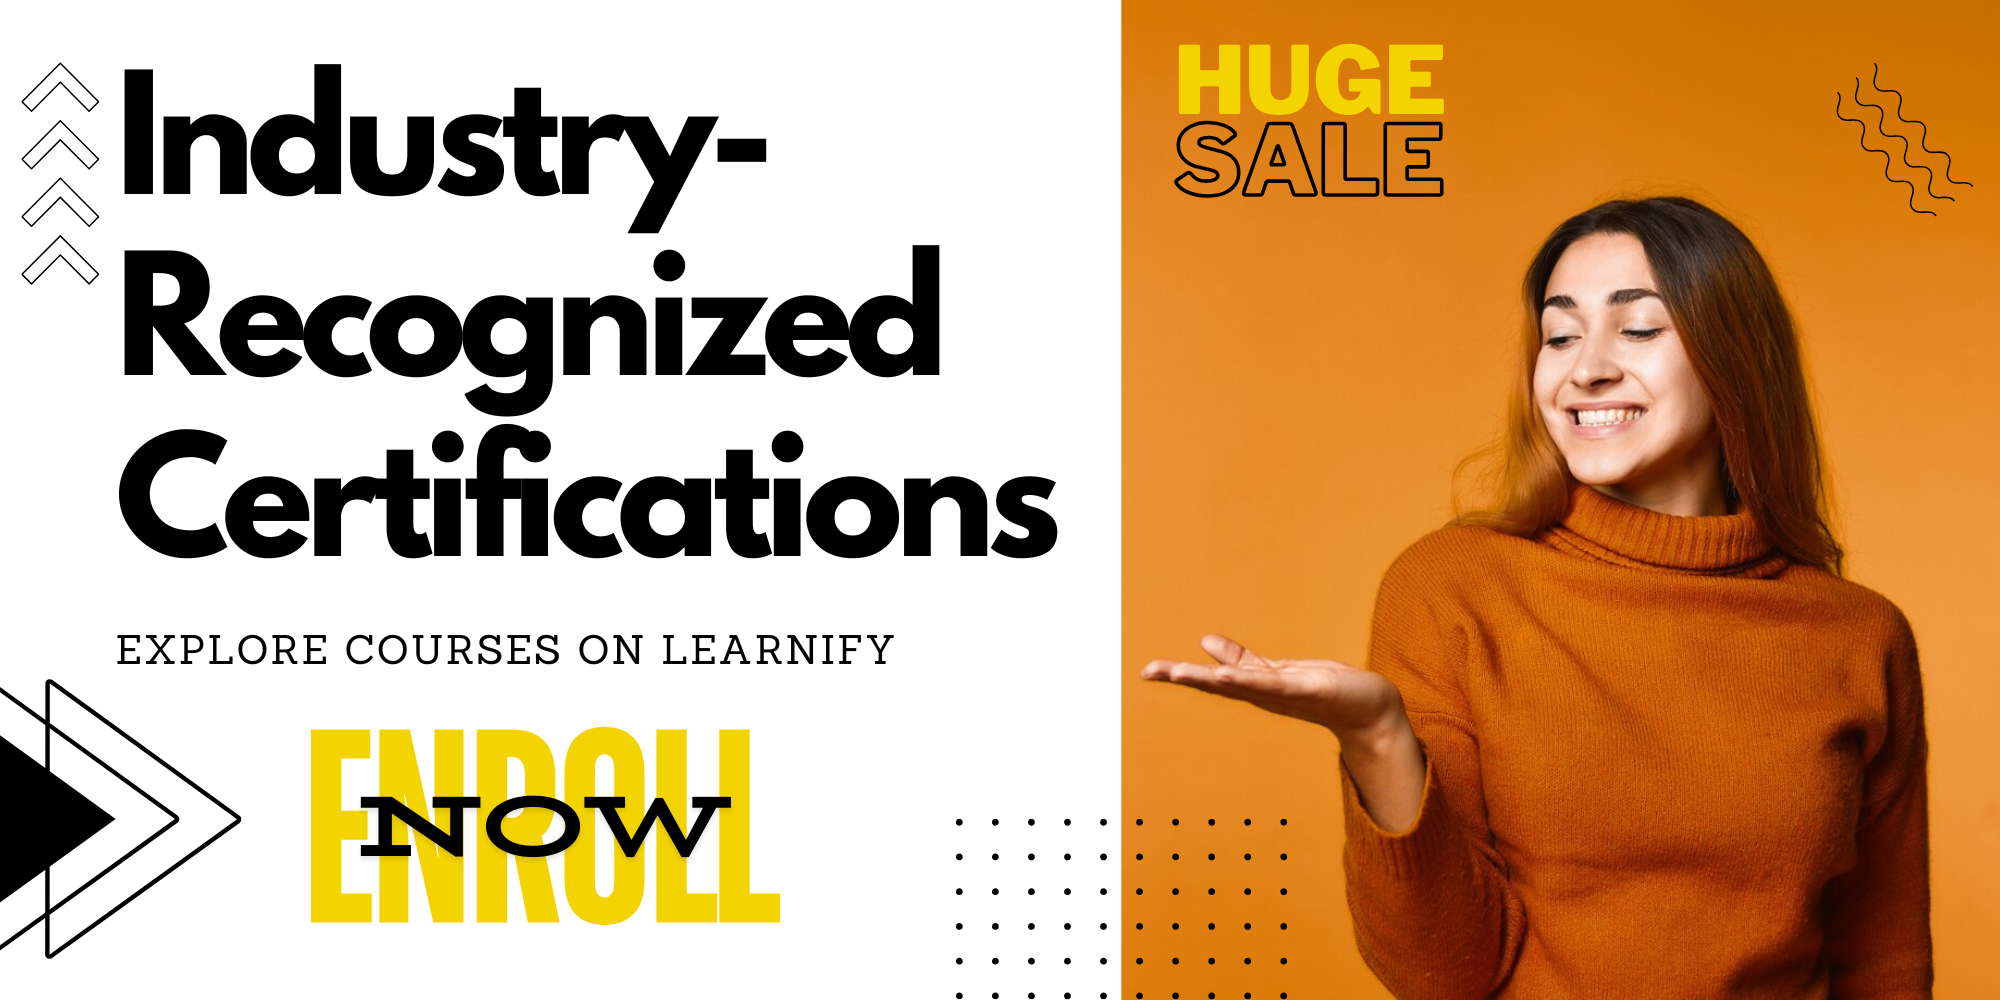 Industry-
Recognized
Certifications
EXPLORE COURSES ON LEARNIFY
ENROLL
NOW
HUGE
SALE